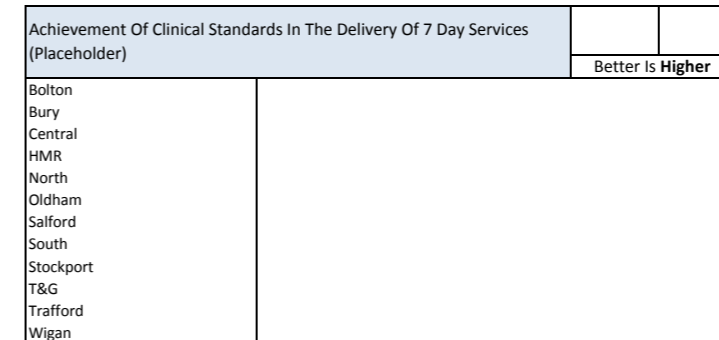 Achievement Of Clinical Standards In The Delivery Of 7 Day Services
(Placeholder)
Better Is Higher
Bolton
Bury
Central
HMR
North
Oldham
Salford
South
Stockport
T&G
Trafford
Wigan